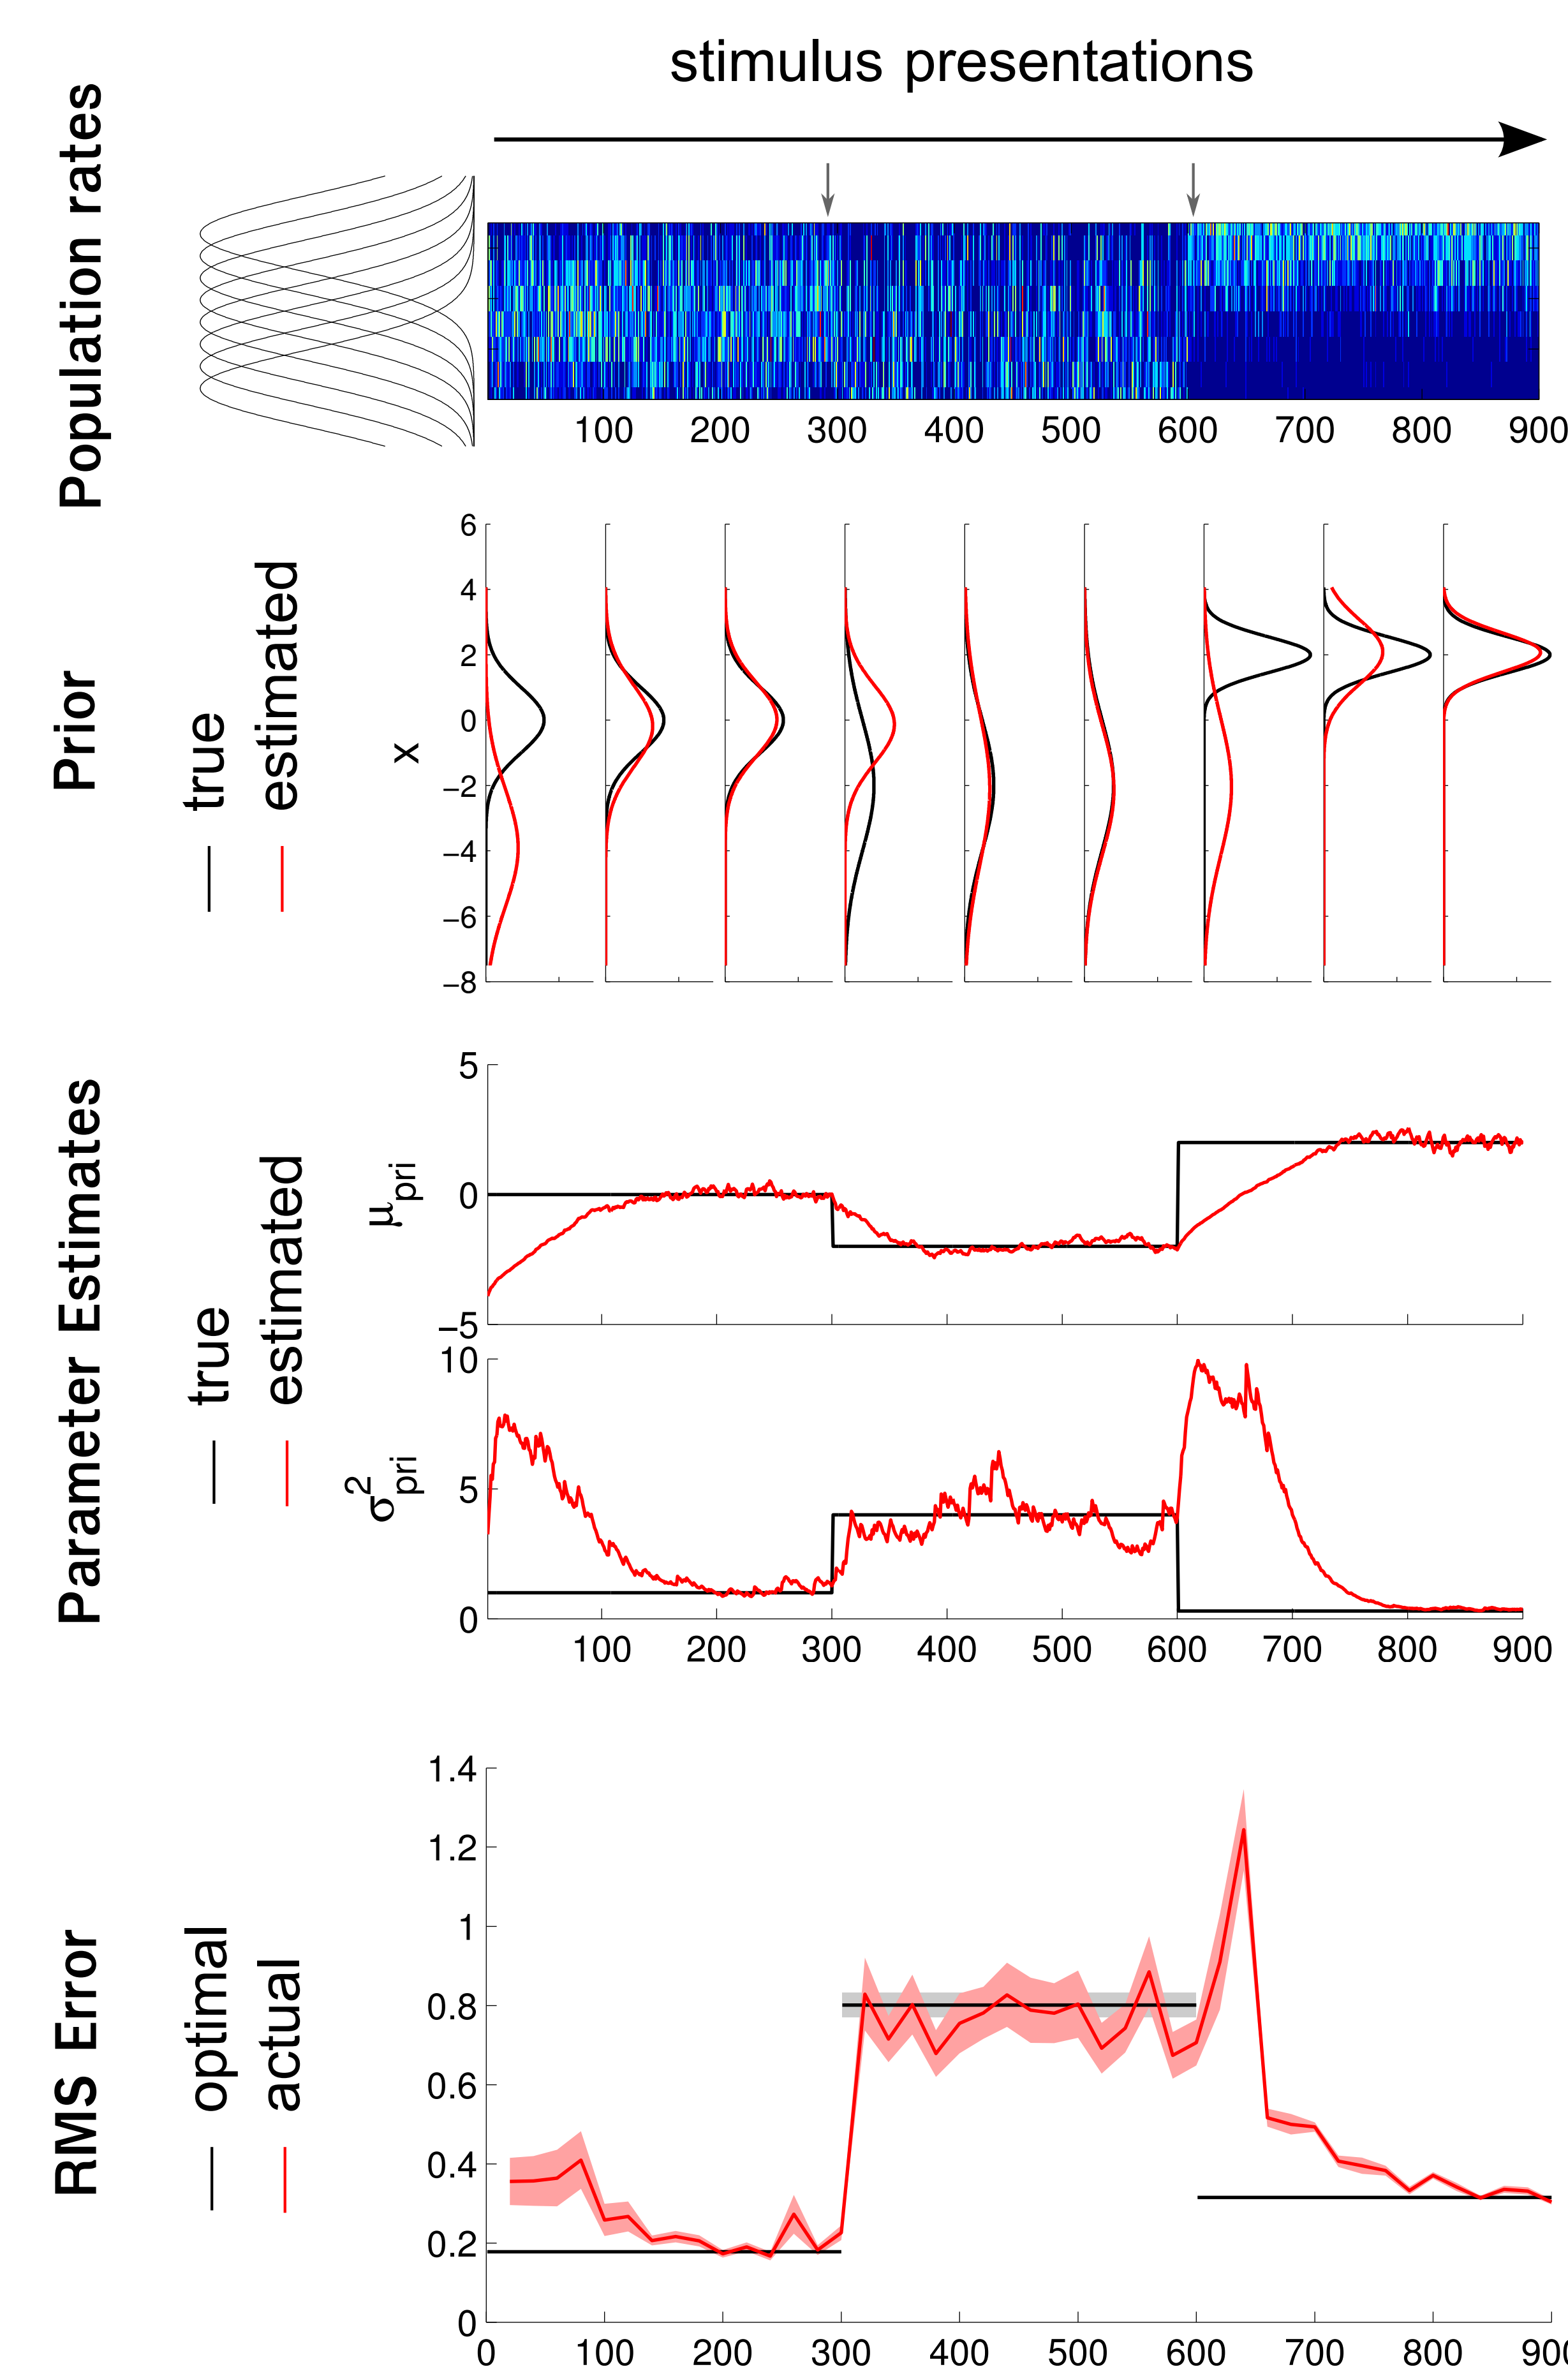 stimulus presentations
Population rates
100 200 300 400 500 600 700 800 900
Prior
true
estimated
x
6
4
2
0
−2
−4
−6
−8
Parameter Estimates
true
estimated
μpri
5
0
−5
σ²pri
10
5
0
100 200 300 400 500 600 700 800 900
RMS Error
optimal
actual
1.4
1.2
1
0.8
0.6
0.4
0.2
0
0 100 200 300 400 500 600 700 800 900